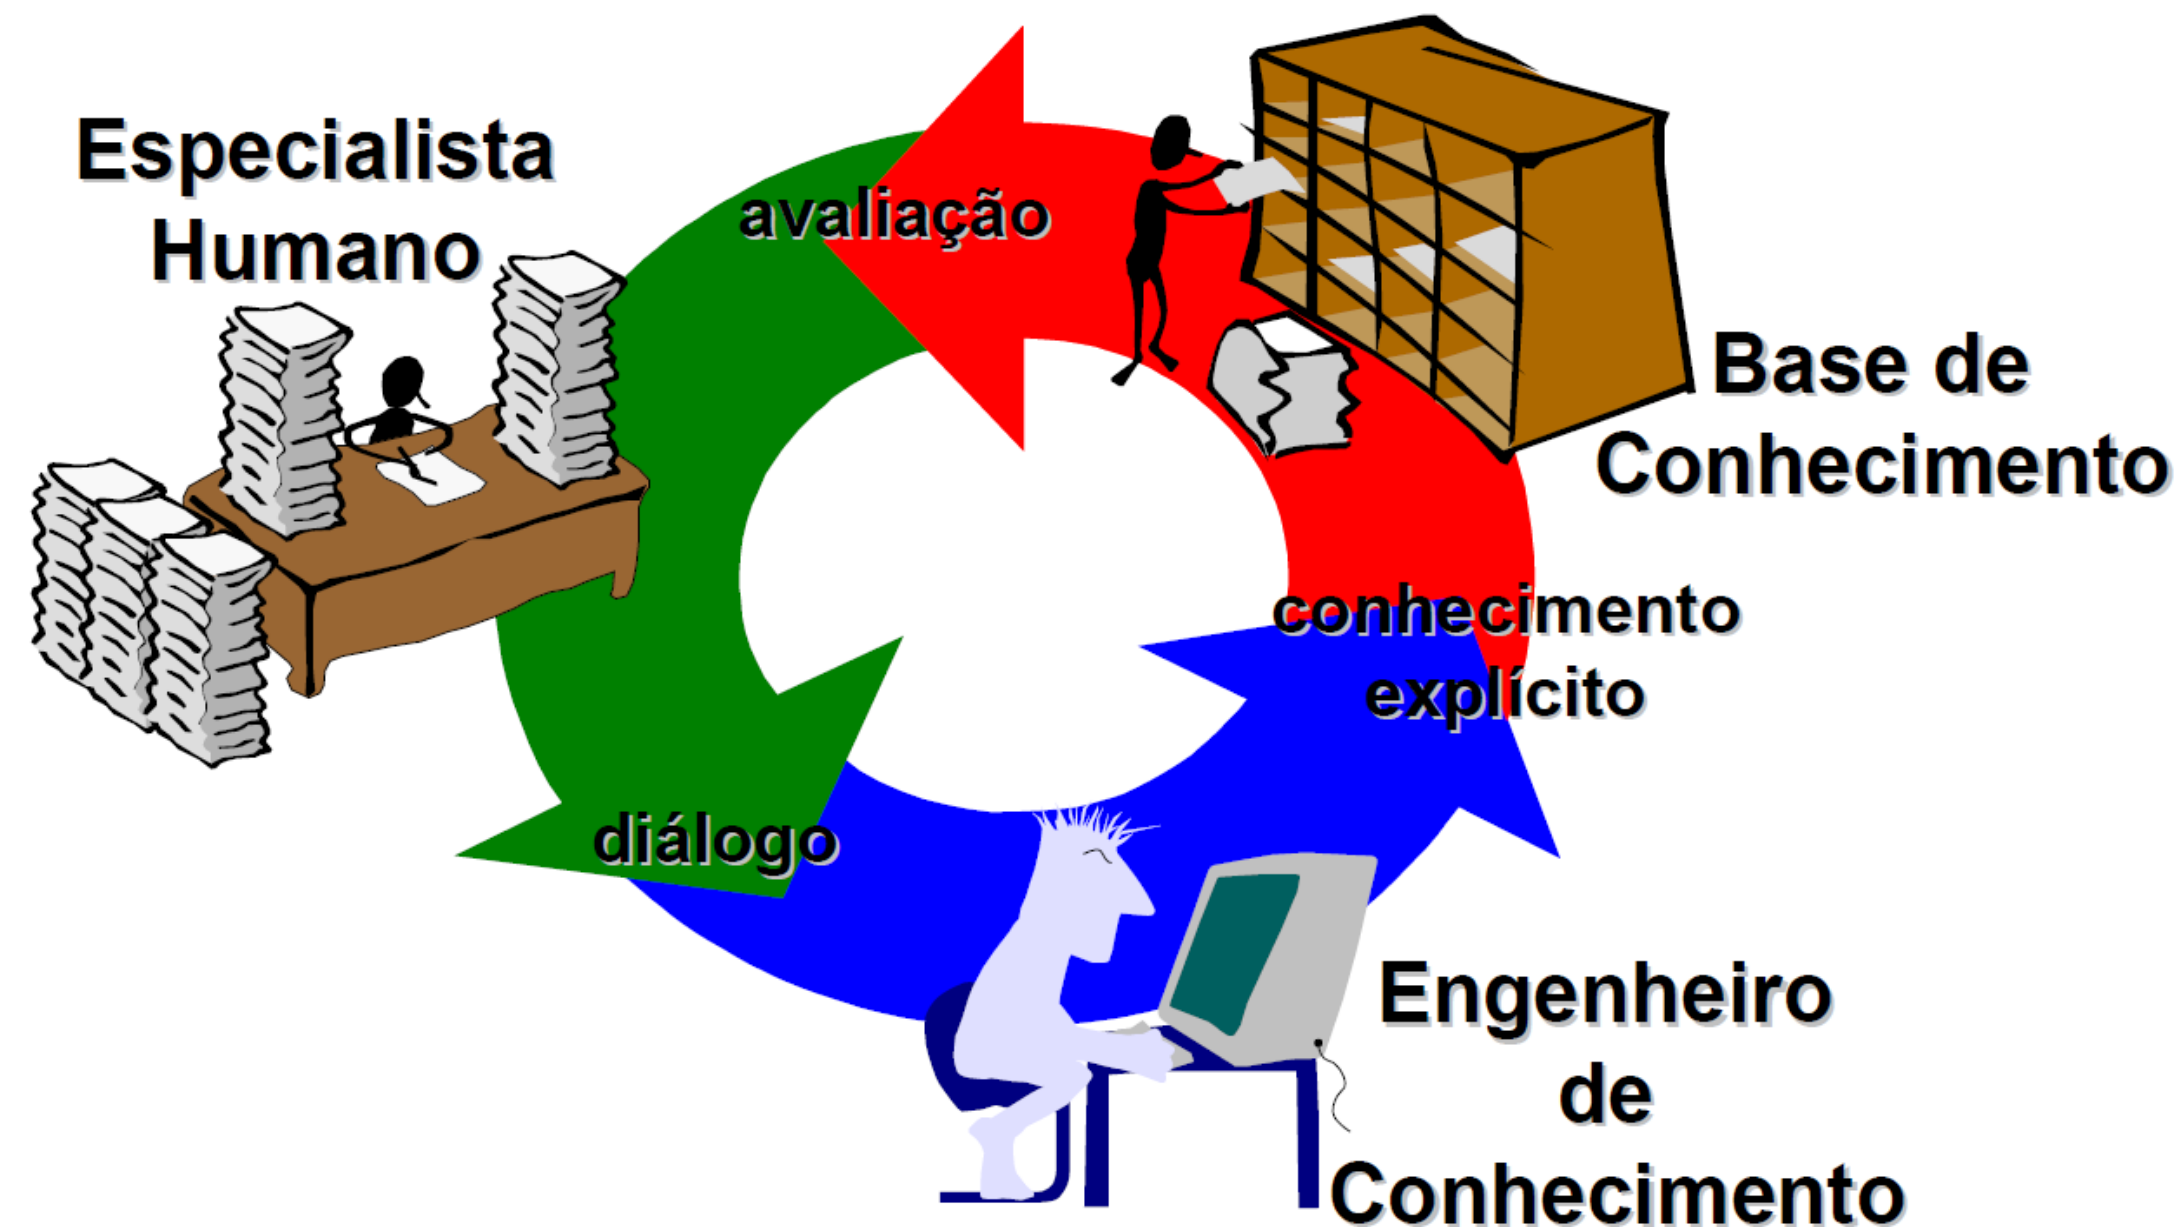 Especialista
Humano
avaliação
Base de
Conhecimento
conhecimento
explícito
diálogo
Engenheiro
de
Conhecimento